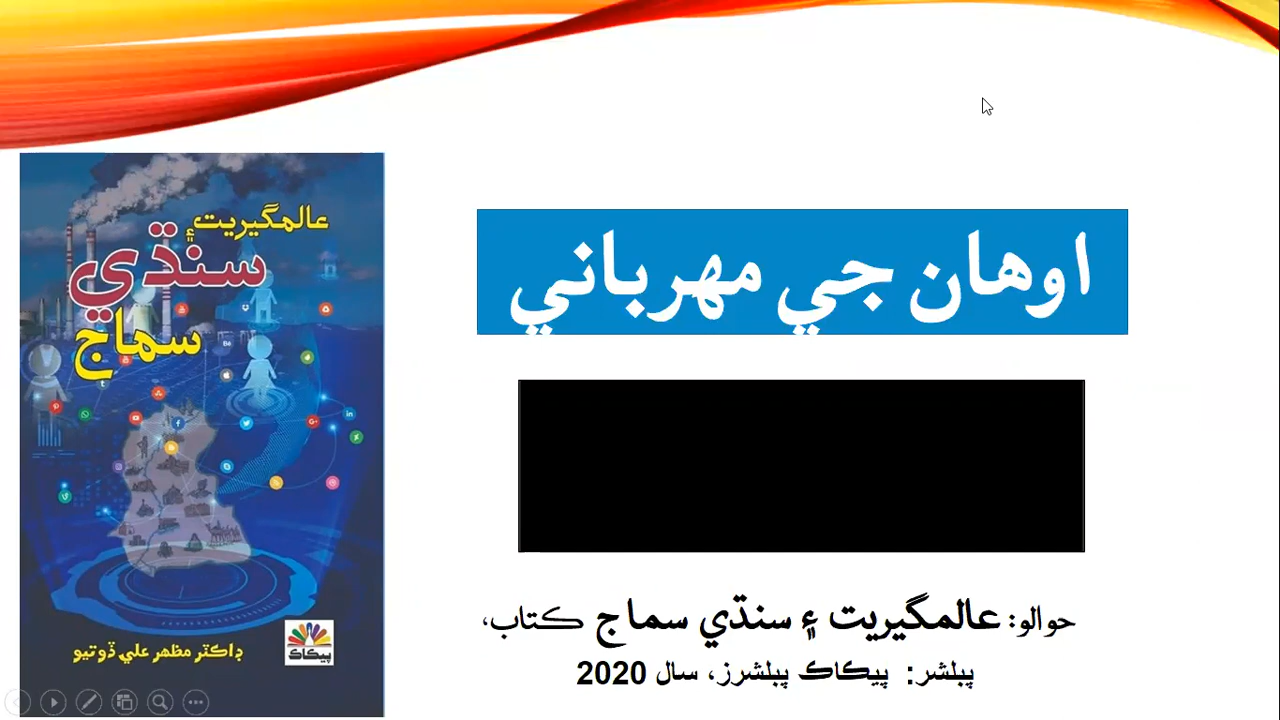 عالمگيريت
۽
سنڌي
سماج
ڊاڪٽر مظهر علي ڏوتيو
پيڪاڪ
اوهان جي مهرباني
حوالو: عالمگيريت ۽ سنڌي سماج ڪتاب،
پبلشر: پيڪاڪ پبلشرز، سال 2020